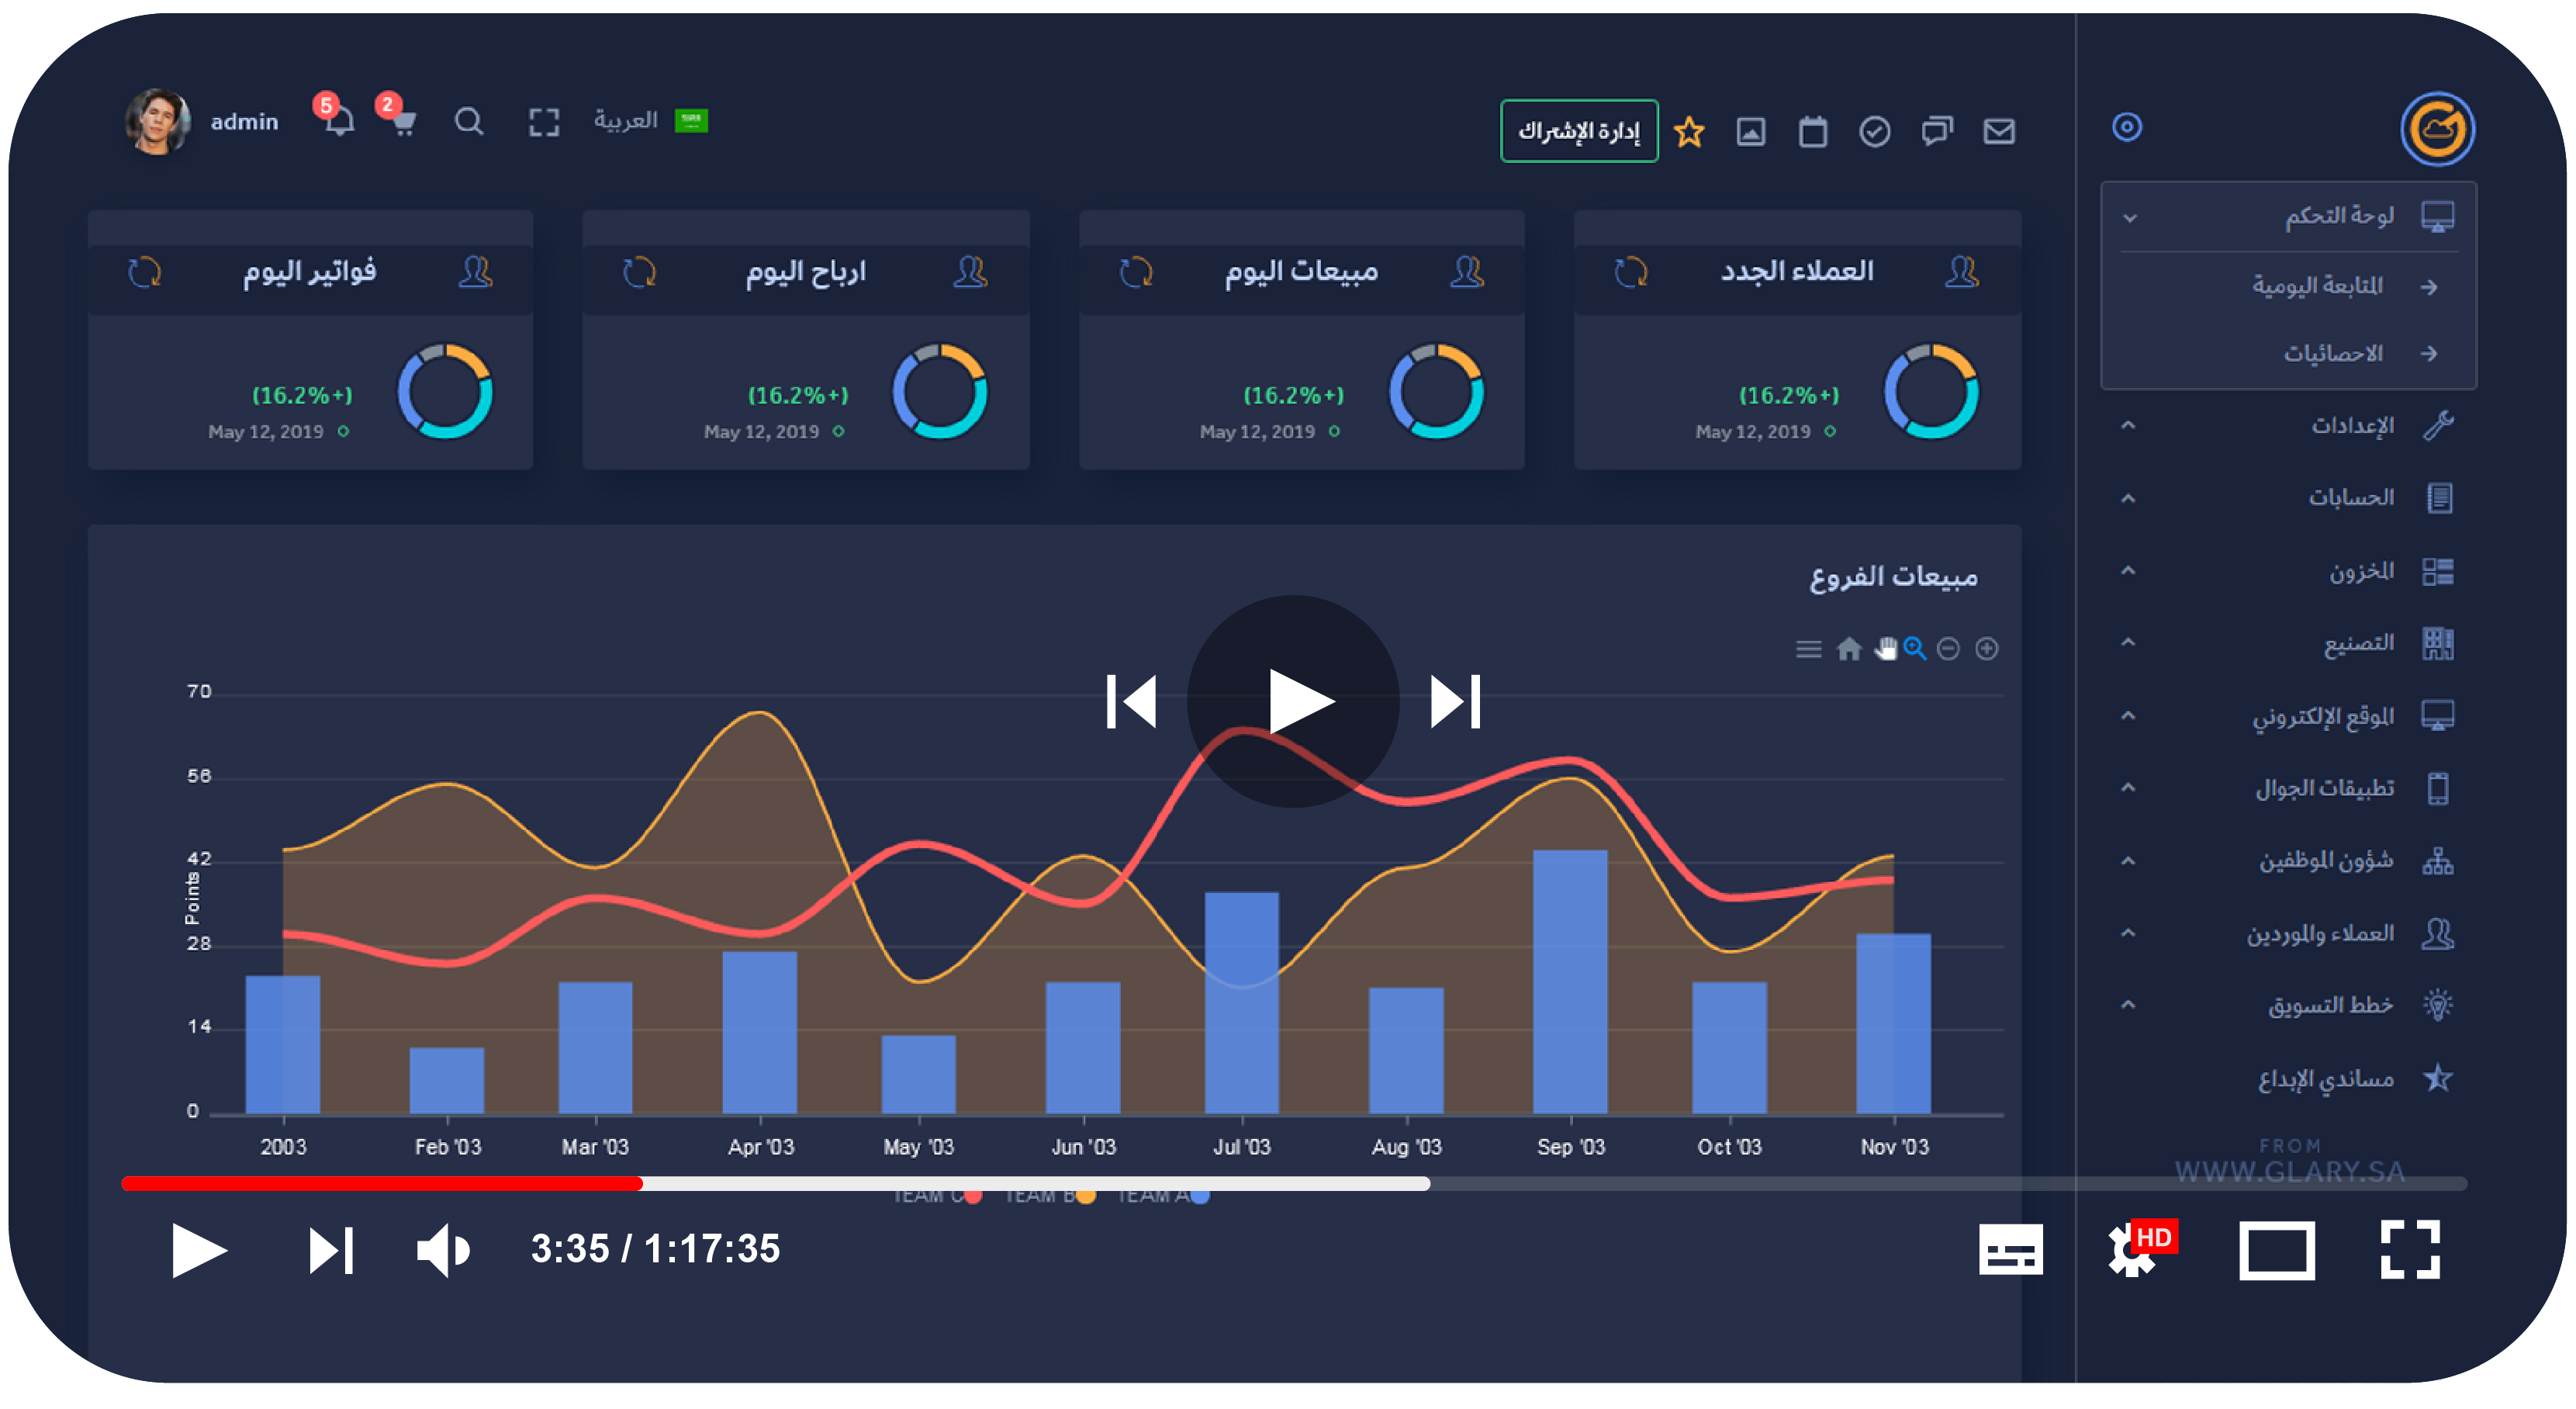 admin
5
2
العربية
إدارة الإشتراك
لوحة التحكم
المتابعة اليومية
الاحصائيات
الإعدادات
الحسابات
المخزون
التصنيع
الموقع الإلكتروني
تطبيقات الجوال
شؤون الموظفين
العملاء والموردين
خطط التسويق
مساندي الإبداع
FROM
WWW.GLARY.SA
العملاء الجدد
(16.2%+)
May 12, 2019
مبيعات اليوم
(16.2%+)
May 12, 2019
ارباح اليوم
(16.2%+)
May 12, 2019
فواتير اليوم
(16.2%+)
May 12, 2019
مبيعات الفروع
70
56
42
28
14
0
Points
2003 Feb '03 Mar '03 Apr '03 May '03 Jun '03 Jul '03 Aug '03 Sep '03 Oct '03 Nov '03
TEAM C TEAM B TEAM A
3:35 / 1:17:35
HD